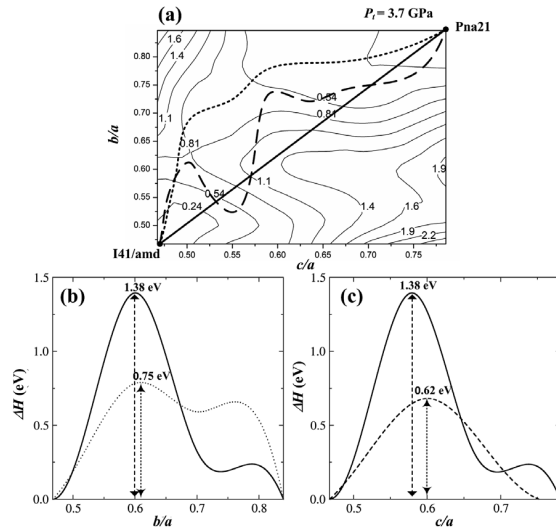 (a)
P_t = 3.7 GPa
Pna21
1.6
1.4
1.1
0.81
0.84
0.81
0.54
0.24
1.1
1.4
1.6
1.9
1.9
2.2
I41/amd
0.80
0.75
0.70
0.65
0.60
0.55
0.50
b/a
0.50 0.55 0.60 0.65 0.70 0.75
c/a
(b)
1.38 eV
0.75 eV
1.5
1.0
0.5
0.0
ΔH (eV)
0.5 0.6 0.7 0.8
b/a
(c)
1.38 eV
0.62 eV
1.5
1.0
0.5
0.0
ΔH (eV)
0.5 0.6 0.7
c/a